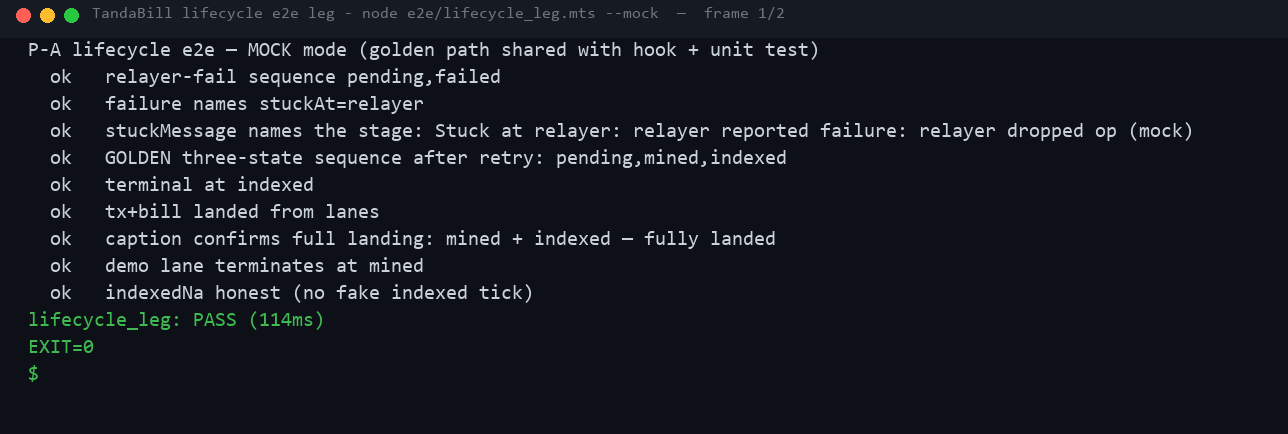 TandaBill lifecycle e2e leg - node e2e/lifecycle_leg.mts --mock — frame 1/2
P-A lifecycle e2e — MOCK mode (golden path shared with hook + unit test)
ok relayer-fail sequence pending,failed
ok failure names stuckAt=relayer
ok stuckMessage names the stage: Stuck at relayer: relayer reported failure: relayer dropped op (mock)
ok GOLDEN three-state sequence after retry: pending,mined,indexed
ok terminal at indexed
ok tx+bill landed from lanes
ok caption confirms full landing: mined + indexed — fully landed
ok demo lane terminates at mined
ok indexedNa honest (no fake indexed tick)
lifecycle_leg: PASS (114ms)
EXIT=0
$